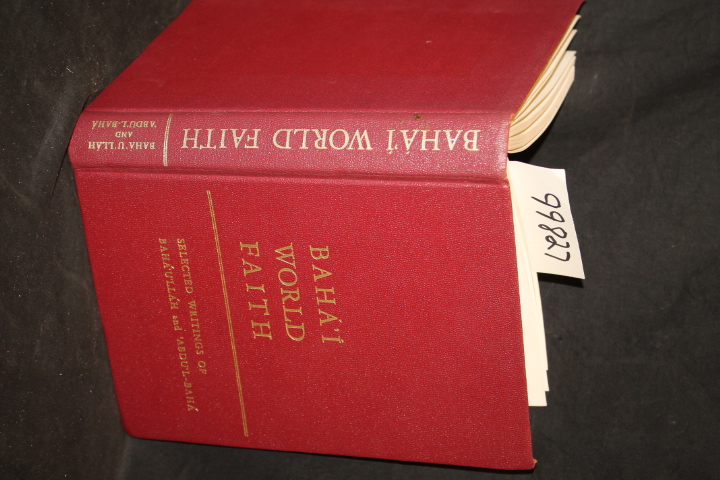 BAHÁ'Í WORLD FAITH
BAHÁ'U'LLÁH
AND
'ABDU'L-BAHÁ
BAHÁ'Í
WORLD
FAITH
SELECTED WRITINGS OF
BAHÁ'U'LLÁH and 'ABDU'L-BAHÁ
99827